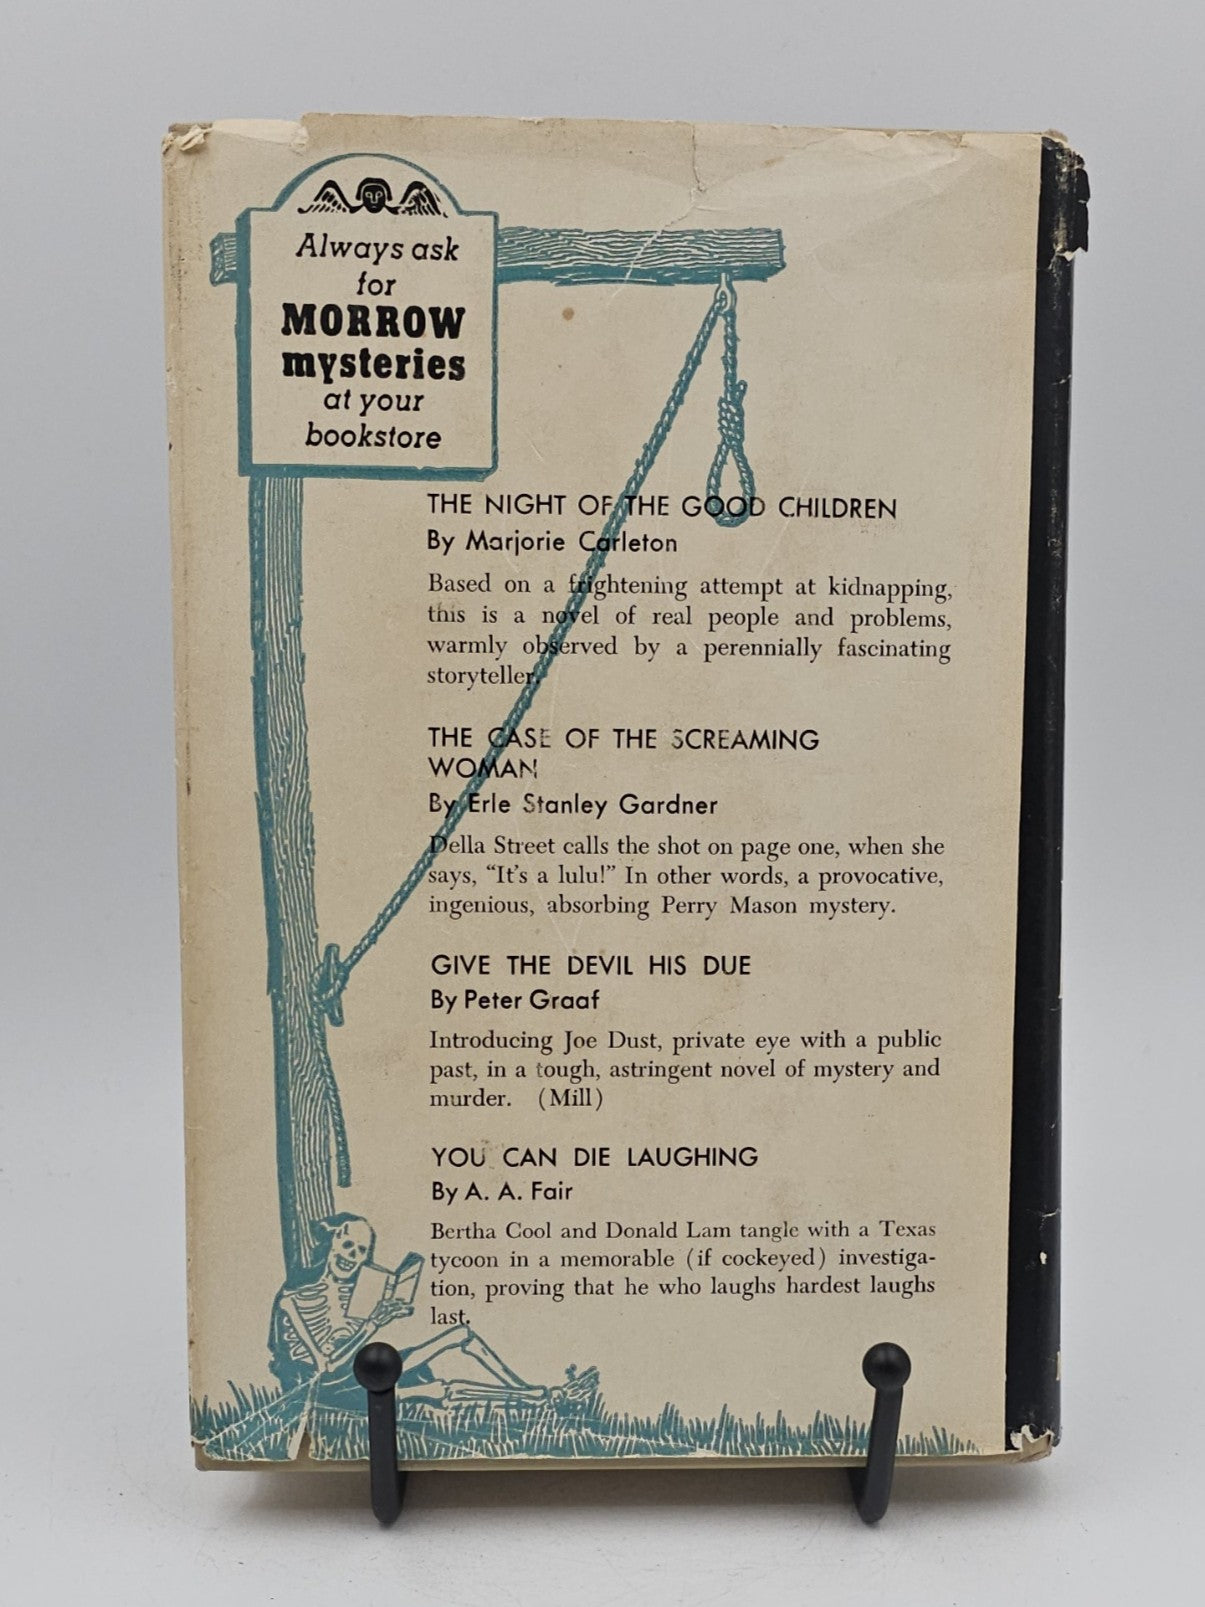 Always ask
for
MORROW
mysteries
at your
bookstore
THE NIGHT OF THE GOOD CHILDREN
By Marjorie Carleton
Based on a frightening attempt at kidnapping,
this is a novel of real people and problems,
warmly observed by a perennially fascinating
storyteller.
THE CASE OF THE SCREAMING
WOMAN
By Erle Stanley Gardner
Della Street calls the shot on page one, when she
says, “It’s a lulu!” In other words, a provocative,
ingenious, absorbing Perry Mason mystery.
GIVE THE DEVIL HIS DUE
By Peter Graaf
Introducing Joe Dust, private eye with a public
past, in a tough, astringent novel of mystery and
murder. (Mill)
YOU CAN DIE LAUGHING
By A. A. Fair
Bertha Cool and Donald Lam tangle with a Texas
tycoon in a memorable (if cockeyed) investiga-
tion, proving that he who laughs hardest laughs
last.